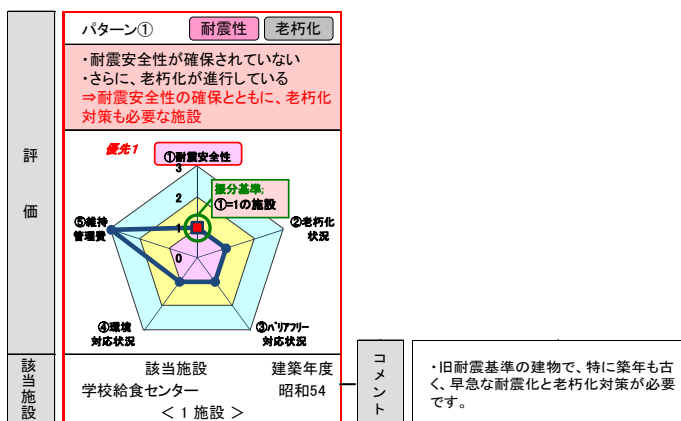 パターン① 耐震性 老朽化
評価
・耐震安全性が確保されていない
・さらに、老朽化が進行している
⇒耐震安全性の確保とともに、老朽化
対策も必要な施設
優先1
①耐震安全性
3
2
1
0
振分基準;
①=1の施設
②老朽化
状況
③バリアフリー
対応状況
④環境
対応状況
⑤維持
管理費
該当施設
該当施設 建築年度
学校給食センター 昭和54
＜ 1 施設 ＞
コメント
・旧耐震基準の建物で、特に築年も古
く、早急な耐震化と老朽化対策が必要
です。